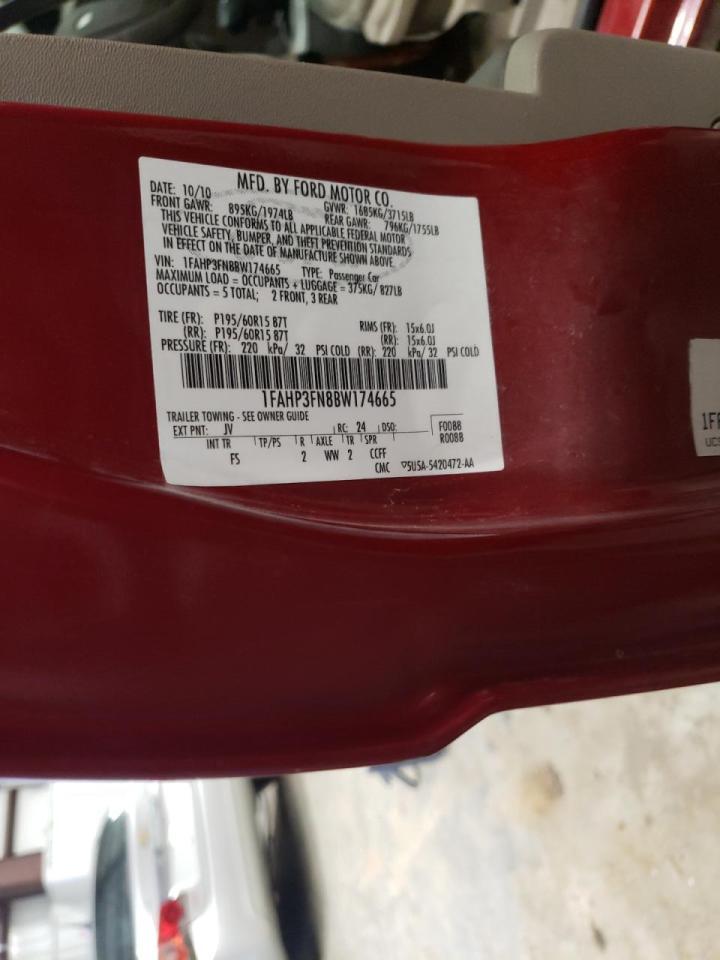 MFD. BY FORD MOTOR CO.
DATE: 10/10 GVWR: 1685KG/3715LB
FRONT GAWR: 895KG/1974LB REAR GAWR: 796KG/1755LB
THIS VEHICLE CONFORMS TO ALL APPLICABLE FEDERAL MOTOR
VEHICLE SAFETY, BUMPER, AND THEFT PREVENTION STANDARDS
IN EFFECT ON THE DATE OF MANUFACTURE SHOWN ABOVE.
VIN: 1FAHP3FN8BW174665 TYPE: Passenger Car
MAXIMUM LOAD = OCCUPANTS + LUGGAGE = 375KG/ 827LB
OCCUPANTS = 5 TOTAL; 2 FRONT, 3 REAR
TIRE (FR): P195/60R15 87T RIMS (FR): 15x6.0J
(RR): P195/60R15 87T (RR): 15x6.0J
PRESSURE (FR): 220 kPa/ 32 PSI COLD (RR): 220 kPa/ 32 PSI COLD
1FAHP3FN8BW174665
TRAILER TOWING - SEE OWNER GUIDE
EXT PNT: JV RC: 24 DSO: F0088
R0088
INT TR TP/PS R AXLE TR SPR
FS 2 WW 2 CCFF
CMC 5U5A-5420472-AA